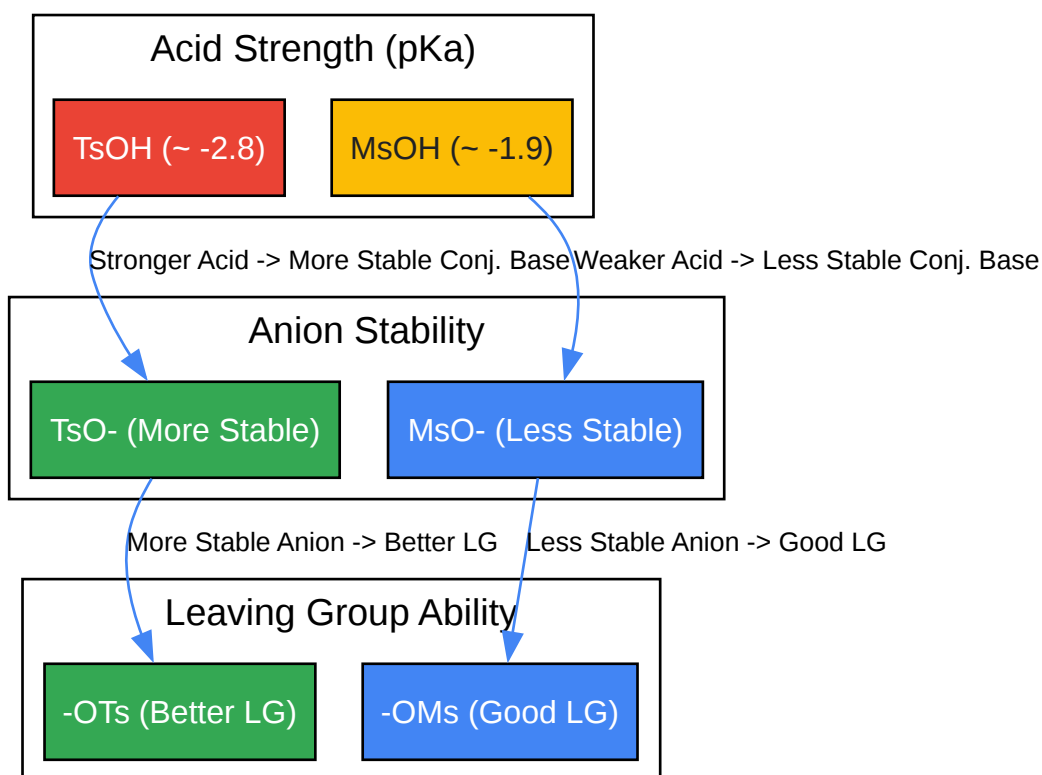 Acid Strength (pKa)
TsOH (~ -2.8)
MsOH (~ -1.9)
Stronger Acid -> More Stable Conj. Base
Weaker Acid -> Less Stable Conj. Base
Anion Stability
TsO- (More Stable)
MsO- (Less Stable)
More Stable Anion -> Better LG
Less Stable Anion -> Good LG
Leaving Group Ability
-OTs (Better LG)
-OMs (Good LG)